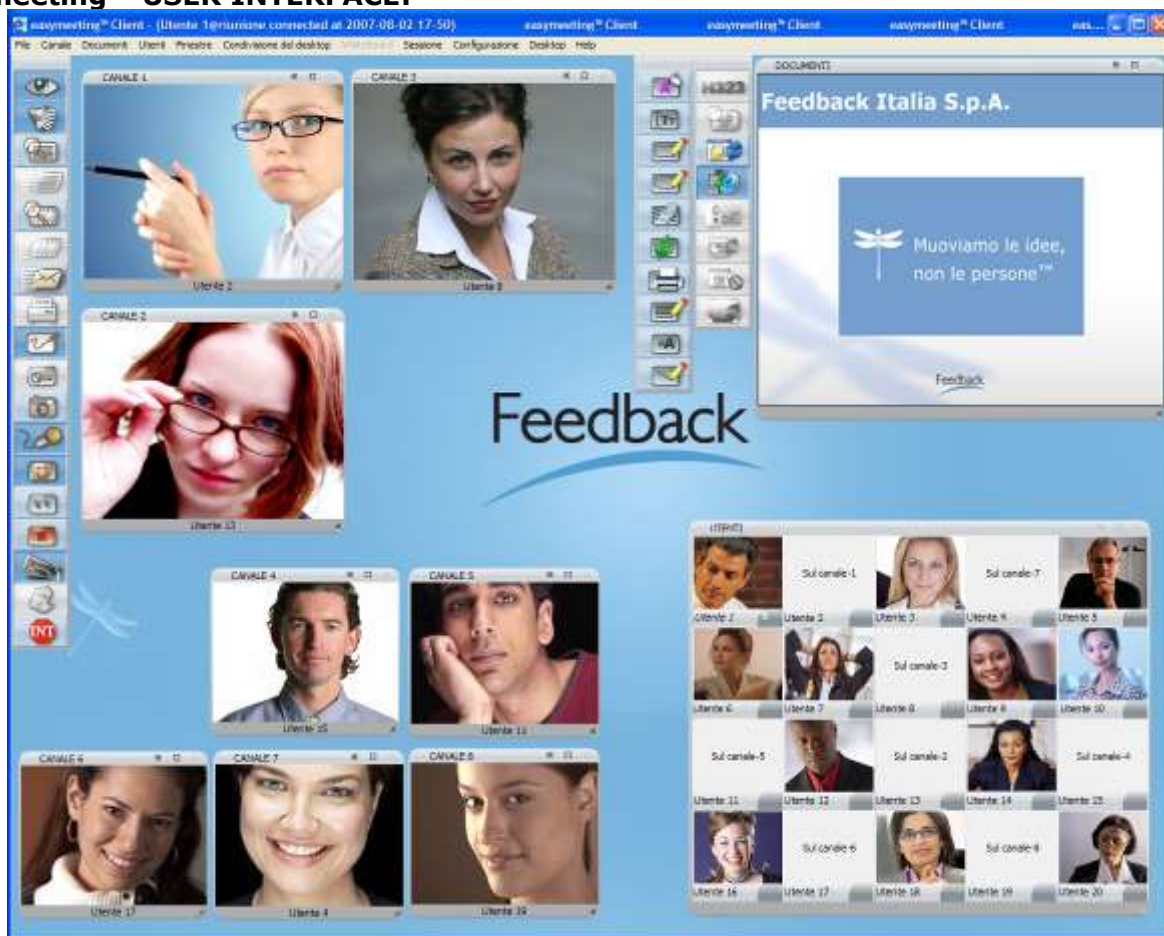 meeting™ USER INTERFACE:
easymeeting™ Client - (Utente 1@riunione connected at 2007-08-02 17-50) easymeeting™ Client easymeeting™ Client easymeeting™ Client eas....
File Canale Documenti Utenti Finestre Condivisione del desktop Whiteboard Sessione Configurazione Desktop Help
CANALE 1
Utente 2
CANALE 3
Utente 8
H323
DOCUMENTI
Feedback Italia S.p.A.
Muoviamo le idee,
non le persone™
Feedback
CANALE 2
Utente 13
Feedback
INT
CANALE 4
Utente 15
CANALE 5
Utente 11
CANALE 6
Utente 17
CANALE 7
Utente 4
CANALE 8
Utente 19
UTENTI
Sul canale-1 Sul canale-7
Utente 1 Utente 2 Utente 3 Utente 4 Utente 5
Sul canale-3
Utente 6 Utente 7 Utente 8 Utente 9 Utente 10
Sul canale-5 Sul canale-2 Sul canale-4
Utente 11 Utente 12 Utente 13 Utente 14 Utente 15
Sul canale-6 Sul canale-8
Utente 16 Utente 17 Utente 18 Utente 19 Utente 20